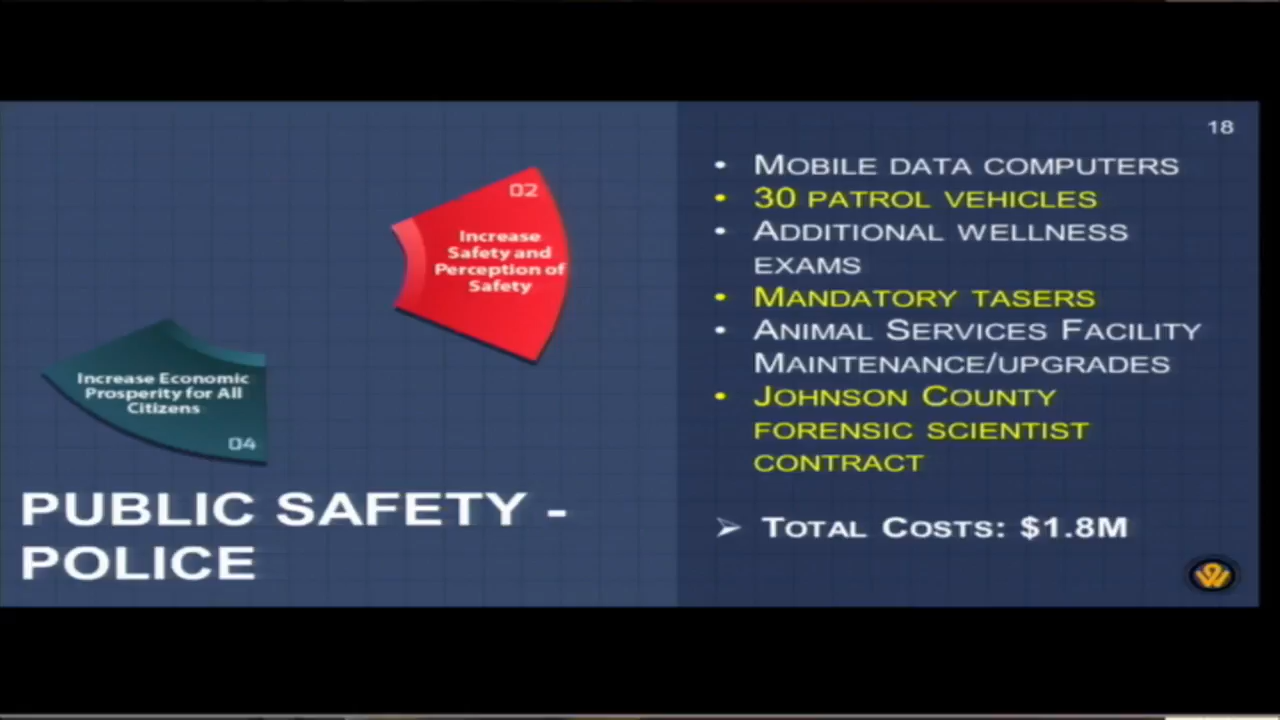 18
02
Increase
Safety and
Perception of
Safety
Increase Economic
Prosperity for All
Citizens
04
PUBLIC SAFETY -
POLICE
• MOBILE DATA COMPUTERS
• 30 PATROL VEHICLES
• ADDITIONAL WELLNESS
EXAMS
• MANDATORY TASERS
• ANIMAL SERVICES FACILITY
MAINTENANCE/UPGRADES
• JOHNSON COUNTY
FORENSIC SCIENTIST
CONTRACT
➢ TOTAL COSTS: $1.8M